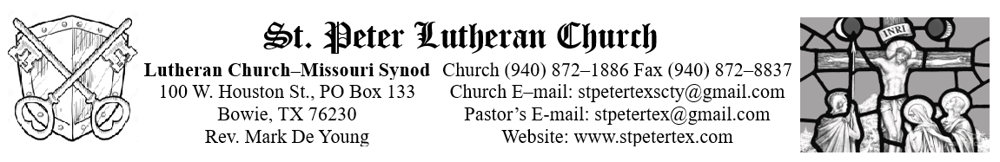 St. Peter Lutheran Church
Lutheran Church–Missouri Synod
100 W. Houston St., PO Box 133
Bowie, TX 76230
Rev. Mark De Young
Church (940) 872–1886 Fax (940) 872–8837
Church E–mail: stpetertexscty@gmail.com
Pastor’s E-mail: stpetertex@gmail.com
Website: www.stpetertex.com
INRI